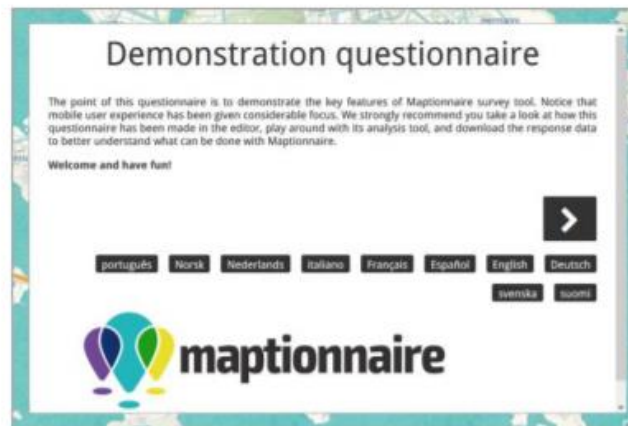 Demonstration questionnaire
The point of this questionnaire is to demonstrate the key features of Maptionnaire survey tool. Notice that
mobile user experience has been given considerable focus. We strongly recommend you take a look at how this
questionnaire has been made in the editor, play around with its analysis tool, and download the response data
to better understand what can be done with Maptionnaire.
Welcome and have fun!
português Norsk Nederlands italiano Français Español English Deutsch
svenska suomi
maptionnaire